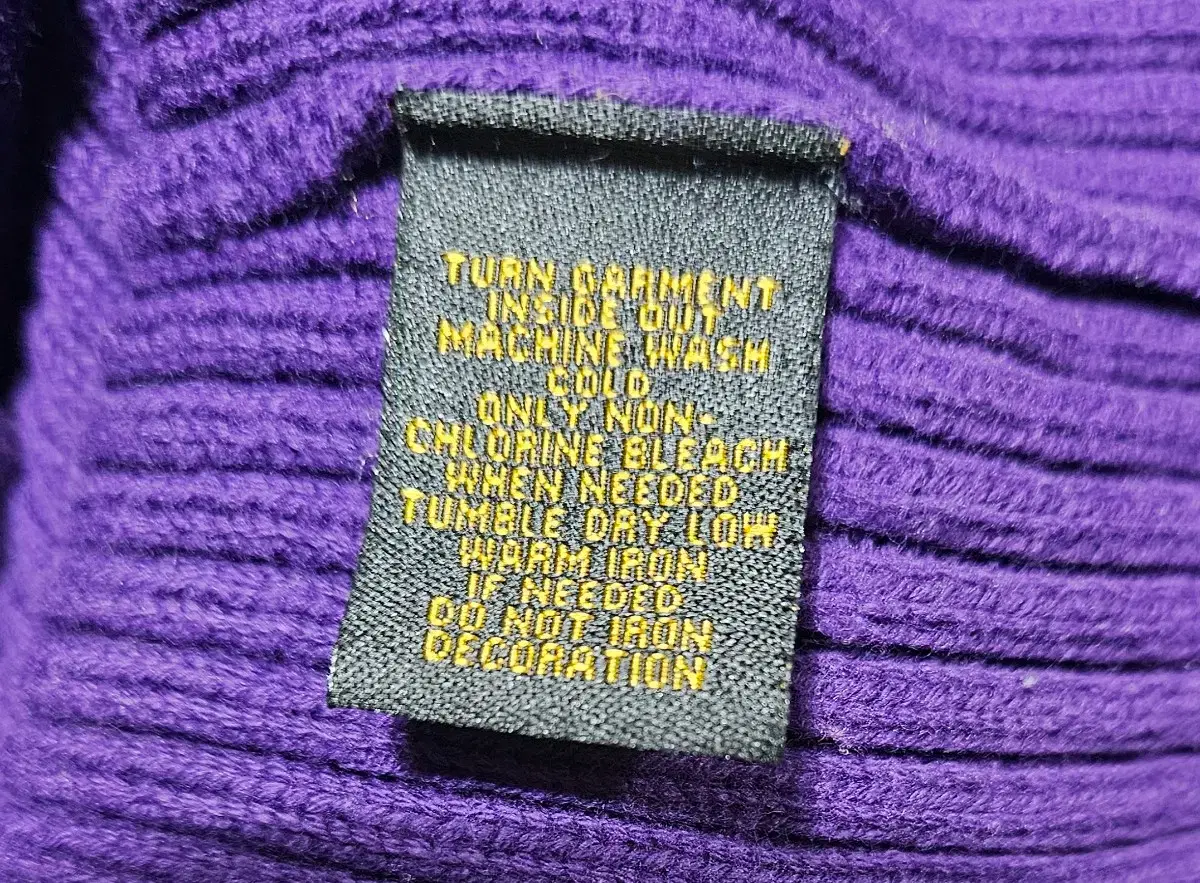 TURN GARMENT
INSIDE OUT
MACHINE WASH
COLD
ONLY NON-
CHLORINE BLEACH
WHEN NEEDED
TUMBLE DRY LOW
WARM IRON
IF NEEDED
DO NOT IRON
DECORATION